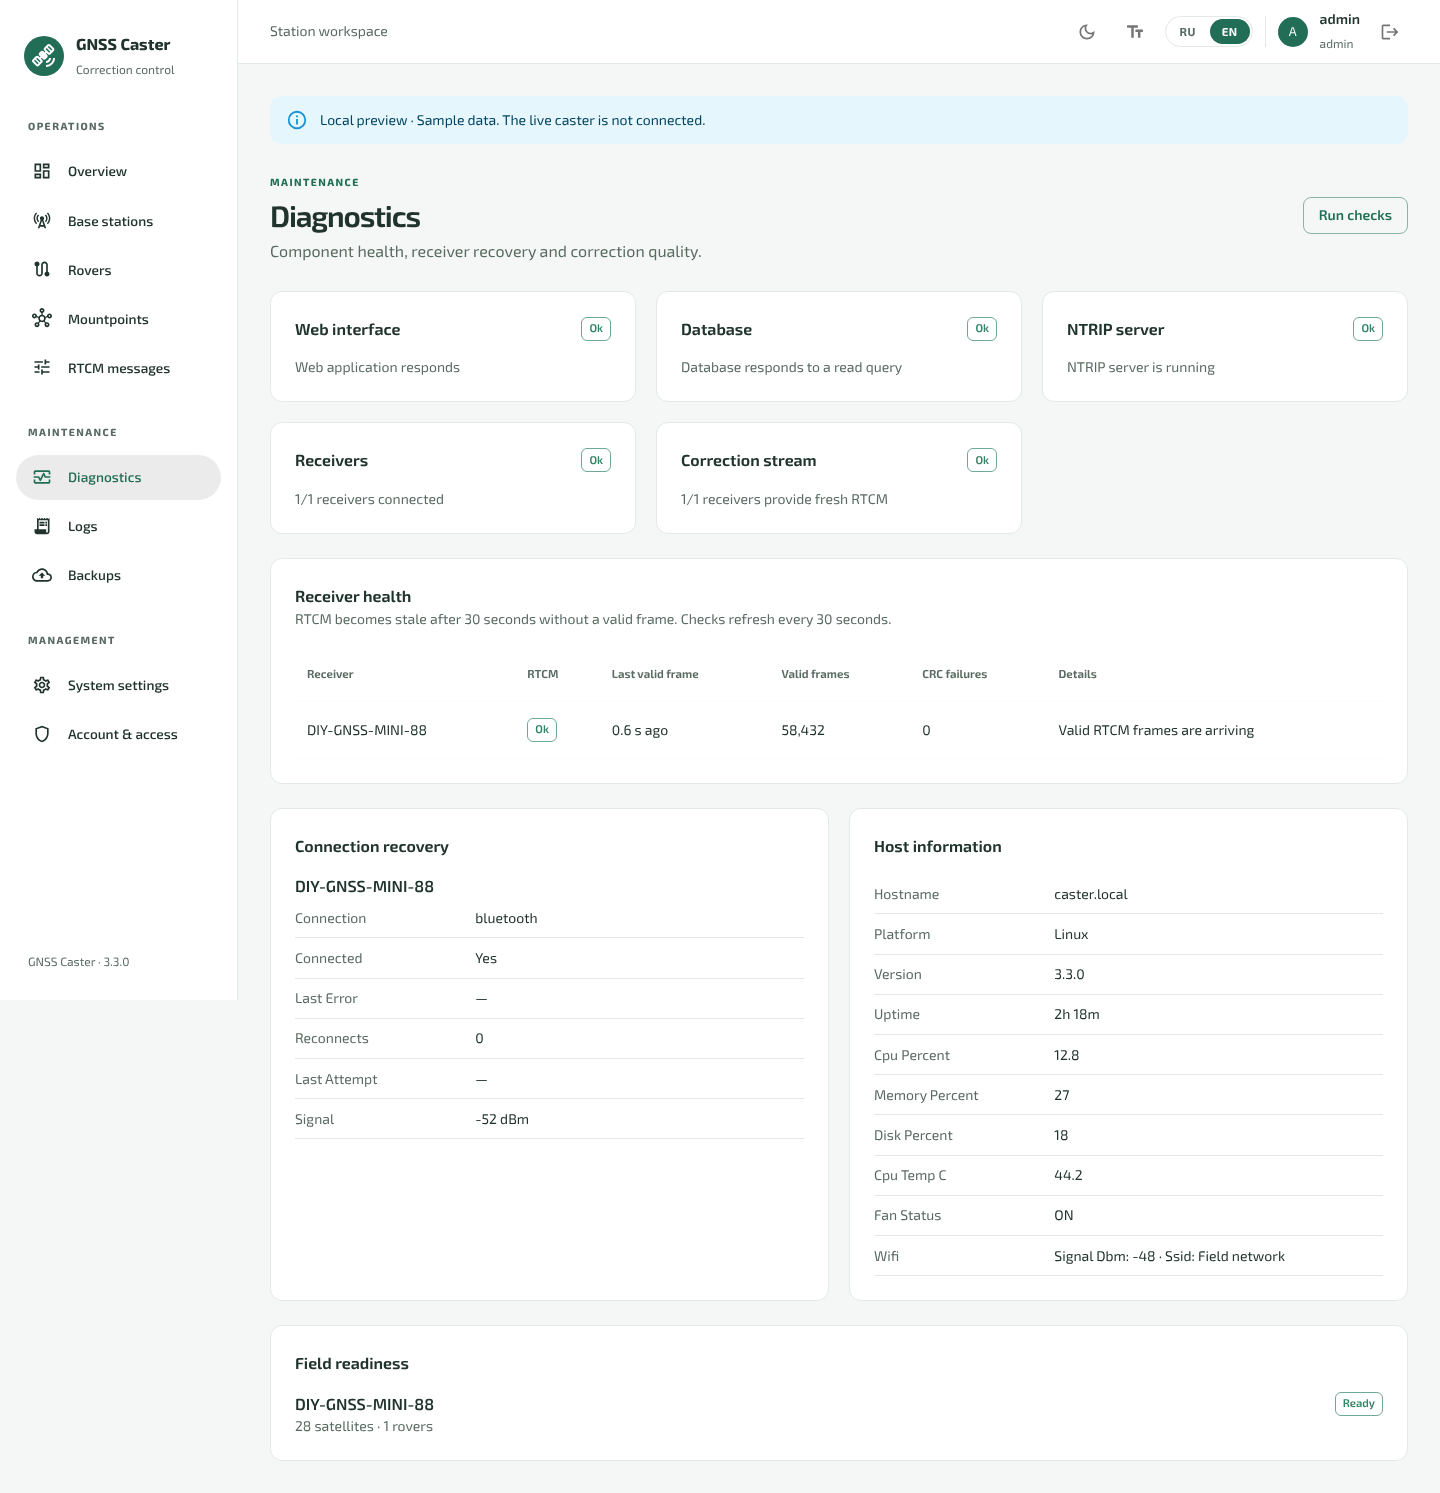 GNSS Caster
Correction control
OPERATIONS
Overview
Base stations
Rovers
Mountpoints
RTCM messages
MAINTENANCE
Diagnostics
Logs
Backups
MANAGEMENT
System settings
Account & access
GNSS Caster · 3.3.0
Station workspace
RU EN
A
admin
admin
Local preview · Sample data. The live caster is not connected.
MAINTENANCE
Diagnostics
Run checks
Component health, receiver recovery and correction quality.
Web interface Ok
Web application responds
Database Ok
Database responds to a read query
NTRIP server Ok
NTRIP server is running
Receivers Ok
1/1 receivers connected
Correction stream Ok
1/1 receivers provide fresh RTCM
Receiver health
RTCM becomes stale after 30 seconds without a valid frame. Checks refresh every 30 seconds.
Receiver RTCM Last valid frame Valid frames CRC failures Details
DIY-GNSS-MINI-88 Ok 0.6 s ago 58,432 0 Valid RTCM frames are arriving
Connection recovery
DIY-GNSS-MINI-88
Connection bluetooth
Connected Yes
Last Error —
Reconnects 0
Last Attempt —
Signal -52 dBm
Host information
Hostname caster.local
Platform Linux
Version 3.3.0
Uptime 2h 18m
Cpu Percent 12.8
Memory Percent 27
Disk Percent 18
Cpu Temp C 44.2
Fan Status ON
Wifi Signal Dbm: -48 · Ssid: Field network
Field readiness
DIY-GNSS-MINI-88 Ready
28 satellites · 1 rovers